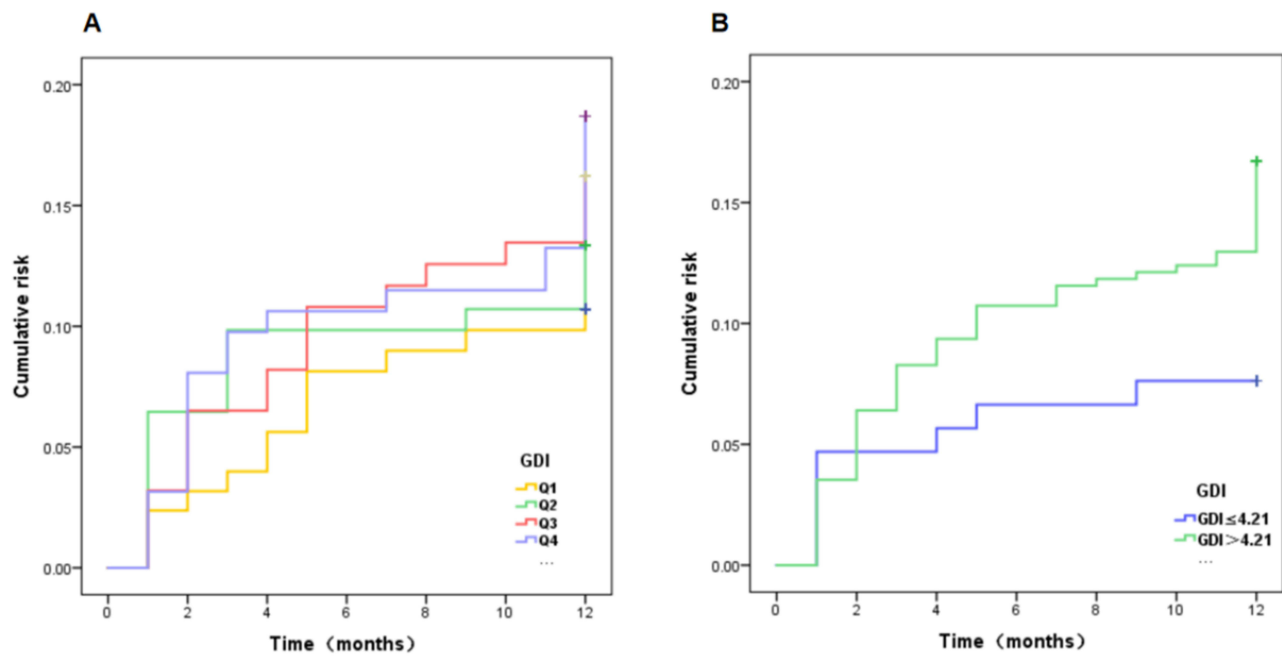 A
Cumulative risk
0.20
0.15
0.10
0.05
0.00
0
2
4
6
8
10
12
Time（months）
GDI
Q1
Q2
Q3
Q4
...
B
Cumulative risk
0.20
0.15
0.10
0.05
0.00
0
2
4
6
8
10
12
Time（months）
GDI
GDI≤4.21
GDI＞4.21
...